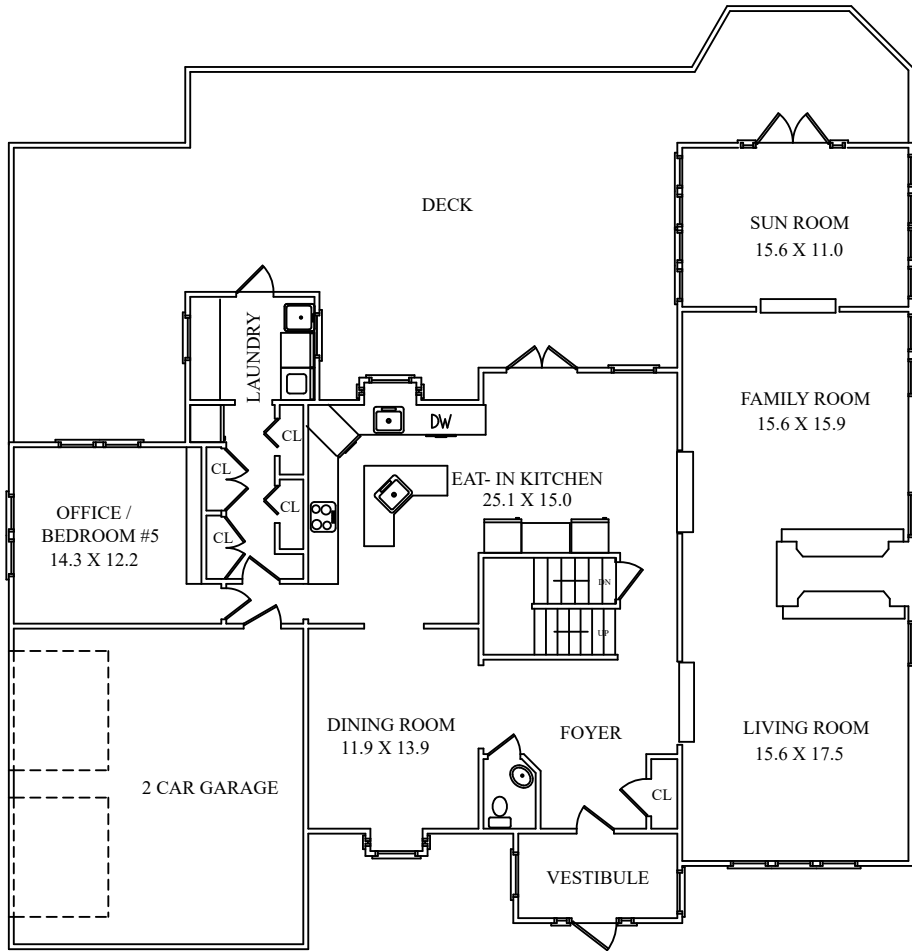 DECK
SUN ROOM
15.6 X 11.0
LAUNDRY
FAMILY ROOM
15.6 X 15.9
DW
CL
CL
EAT- IN KITCHEN
25.1 X 15.0
CL
OFFICE /
BEDROOM #5
14.3 X 12.2
CL
DN
UP
DINING ROOM
11.9 X 13.9
FOYER
LIVING ROOM
15.6 X 17.5
2 CAR GARAGE
CL
VESTIBULE